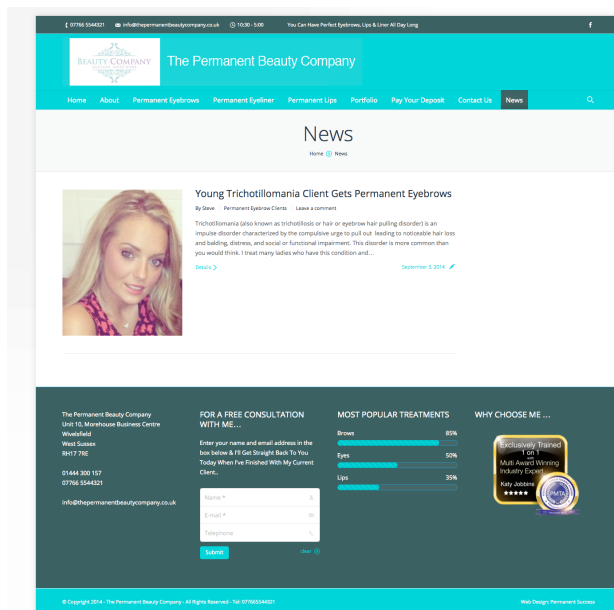 07766 5544321
info@thepermanentbeautycompany.co.uk
10:30 - 5:00
You Can Have Perfect Eyebrows, Lips & Liner All Day Long
BEAUTY COMPANY
The Permanent Beauty Company
Home About Permanent Eyebrows Permanent Eyeliner Permanent Lips Portfolio Pay Your Deposit Contact Us News
News
Home News
Young Trichotillomania Client Gets Permanent Eyebrows
By Steve Permanent Eyebrow Clients Leave a comment
Trichotillomania (also known as trichotillosis or hair or eyebrow hair pulling disorder) is an
impulse disorder characterized by the compulsive urge to pull out leading to noticeable hair loss
and balding, distress, and social or functional impairment. This disorder is more common than
you would think. I treat many ladies who have this condition and…
Details
September 8, 2014
The Permanent Beauty Company
Unit 10, Morehouse Business Centre
Wivelsfield
West Sussex
RH17 7RE
01444 300 157
07766 5544321
info@thepermanentbeautycompany.co.uk
FOR A FREE CONSULTATION
WITH ME...
Enter your name and email address in the
box below & I'll Get Straight Back To You
Today When I've Finished With My Current
Client..
Name *
E-mail *
Telephone
Submit
clear
MOST POPULAR TREATMENTS
Brows 85%
Eyes 50%
Lips 35%
WHY CHOOSE ME ...
Exclusively Trained
1 on 1
with
Multi Award Winning
Industry Expert
Katy Jobbins
PMTA
© Copyright 2014 - The Permanent Beauty Company - All Rights Reserved - Tel: 077665544321
Web Design: Permanent Success